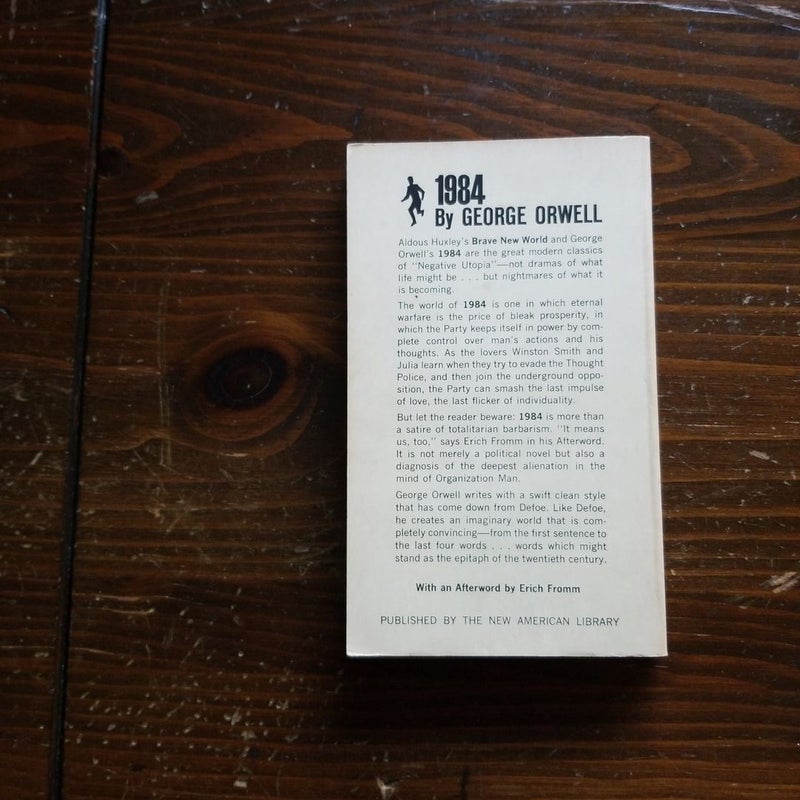 1984
By GEORGE ORWELL
Aldous Huxley's Brave New World and George
Orwell's 1984 are the great modern classics
of "Negative Utopia"—not dramas of what
life might be . . . but nightmares of what it
is becoming.
The world of 1984 is one in which eternal
warfare is the price of bleak prosperity, in
which the Party keeps itself in power by com-
plete control over man's actions and his
thoughts. As the lovers Winston Smith and
Julia learn when they try to evade the Thought
Police, and then join the underground oppo-
sition, the Party can smash the last impulse
of love, the last flicker of individuality.
But let the reader beware: 1984 is more than
a satire of totalitarian barbarism. "It means
us, too," says Erich Fromm in his Afterword.
It is not merely a political novel but also a
diagnosis of the deepest alienation in the
mind of Organization Man.
George Orwell writes with a swift clean style
that has come down from Defoe. Like Defoe,
he creates an imaginary world that is com-
pletely convincing—from the first sentence to
the last four words . . . words which might
stand as the epitaph of the twentieth century.
With an Afterword by Erich Fromm
PUBLISHED BY THE NEW AMERICAN LIBRARY